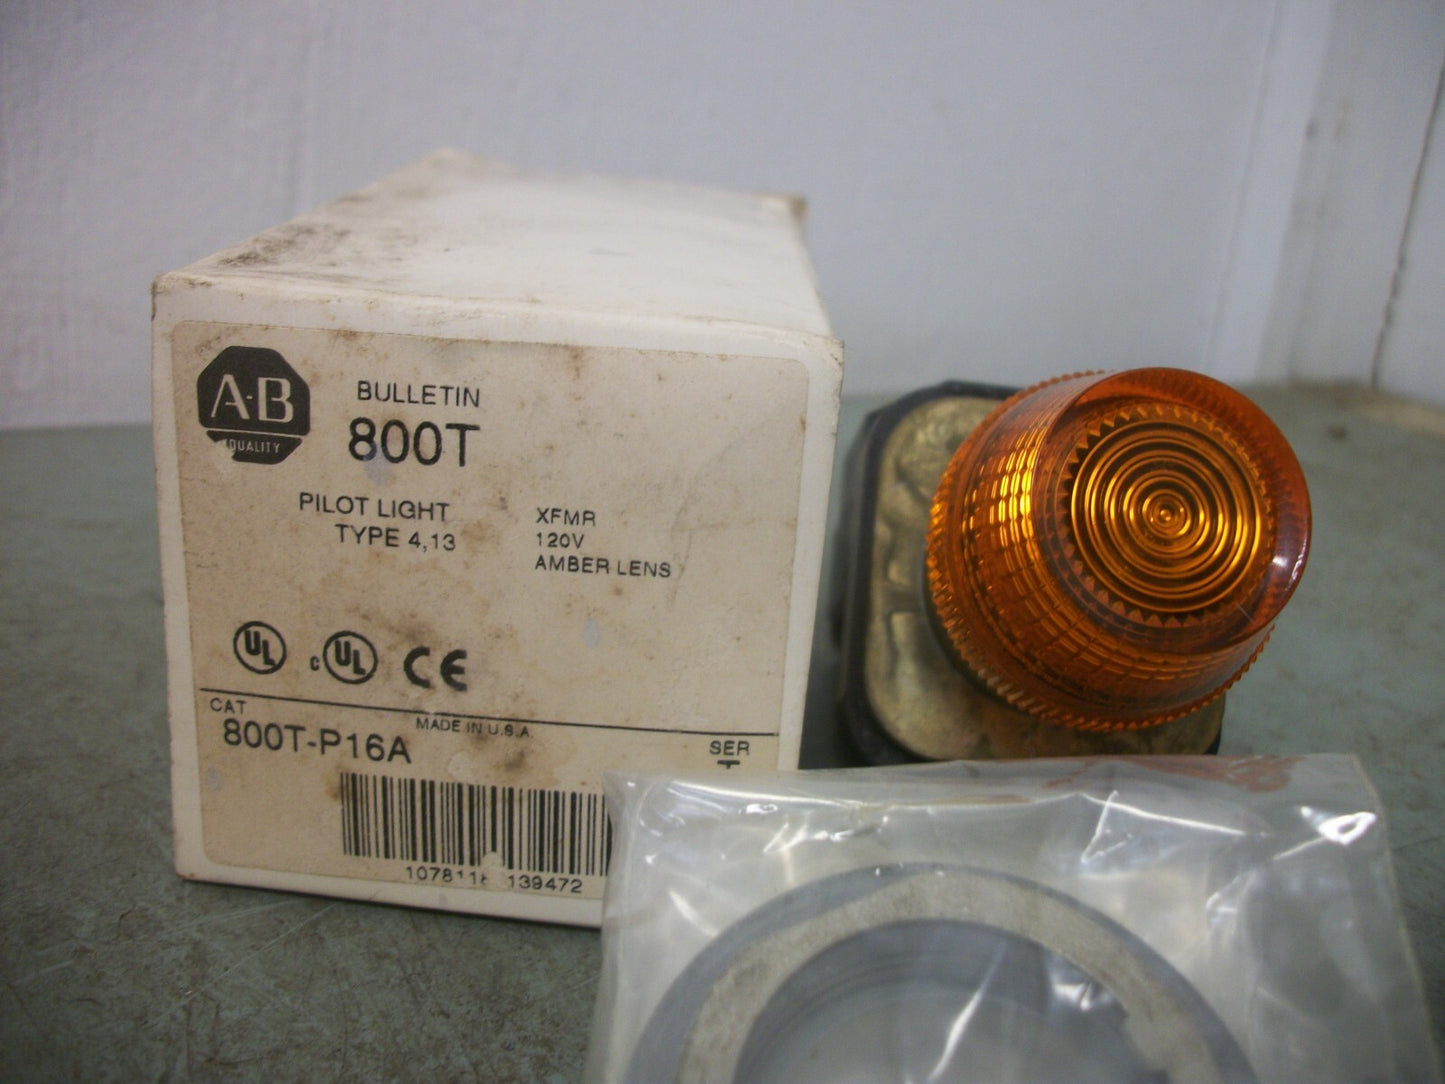 A-B
QUALITY
BULLETIN
800T
PILOT LIGHT
TYPE 4,13
XFMR
120V
AMBER LENS
UL
c UL
CE
CAT
MADE IN U.S.A.
800T-P16A
SER
139472